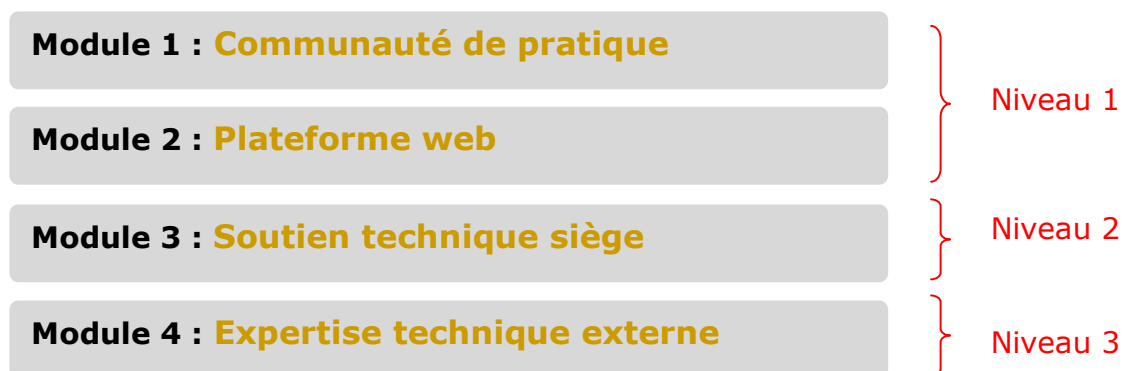 Module 1 : Communauté de pratique
Module 2 : Plateforme web
Niveau 1
Module 3 : Soutien technique siège
Niveau 2
Module 4 : Expertise technique externe
Niveau 3